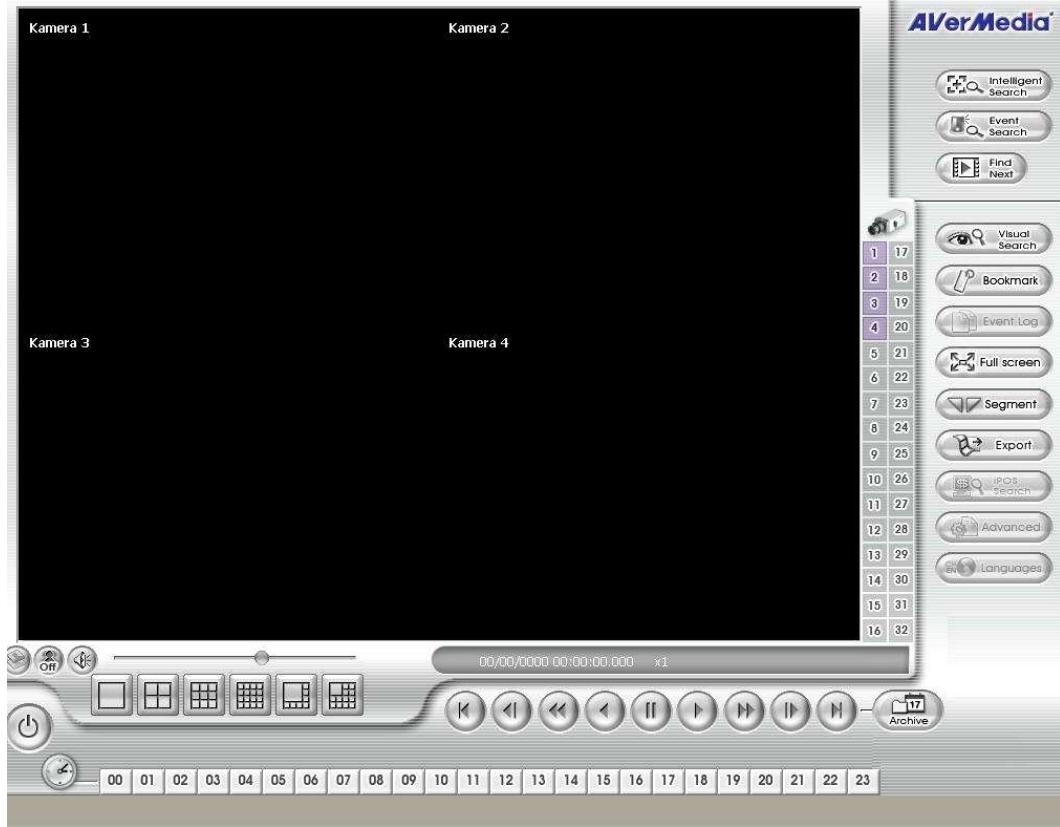 Kamera 1
Kamera 2
AVerMedia
Intelligent
Search
Event
Search
Find
Next
Visual
Search
Bookmark
Event Log
Full screen
Segment
Export
iPOS
Search
Advanced
CH
EN
Languages
1 17
2 18
3 19
4 20
5 21
6 22
7 23
8 24
9 25
10 26
11 27
12 28
13 29
14 30
15 31
16 32
Kamera 3
Kamera 4
Off
00/00/0000 00:00:00.000 x1
17
Archive
00 01 02 03 04 05 06 07 08 09 10 11 12 13 14 15 16 17 18 19 20 21 22 23